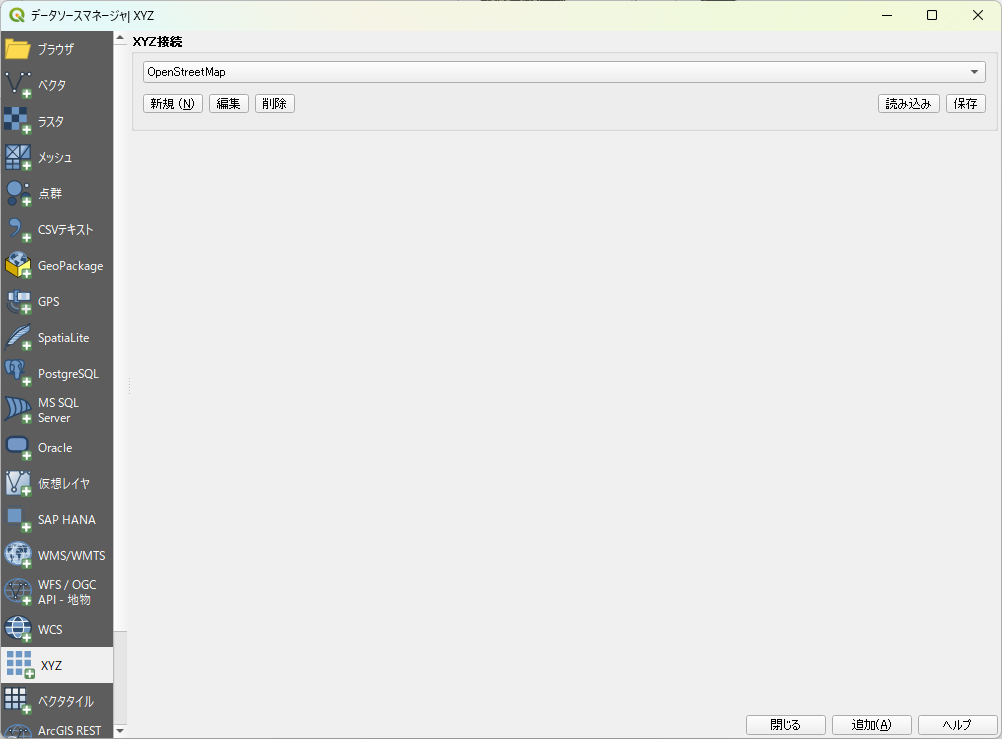 データソースマネージャ| XYZ
ブラウザ
ベクタ
ラスタ
メッシュ
点群
CSVテキスト
GeoPackage
GPS
SpatiaLite
PostgreSQL
MS SQL
Server
Oracle
仮想レイヤ
SAP HANA
WMS/WMTS
WFS / OGC
API - 地物
WCS
XYZ
ベクタタイル
ArcGIS REST
XYZ接続
OpenStreetMap
新規 (N) 編集 削除 読み込み 保存
閉じる 追加(A) ヘルプ